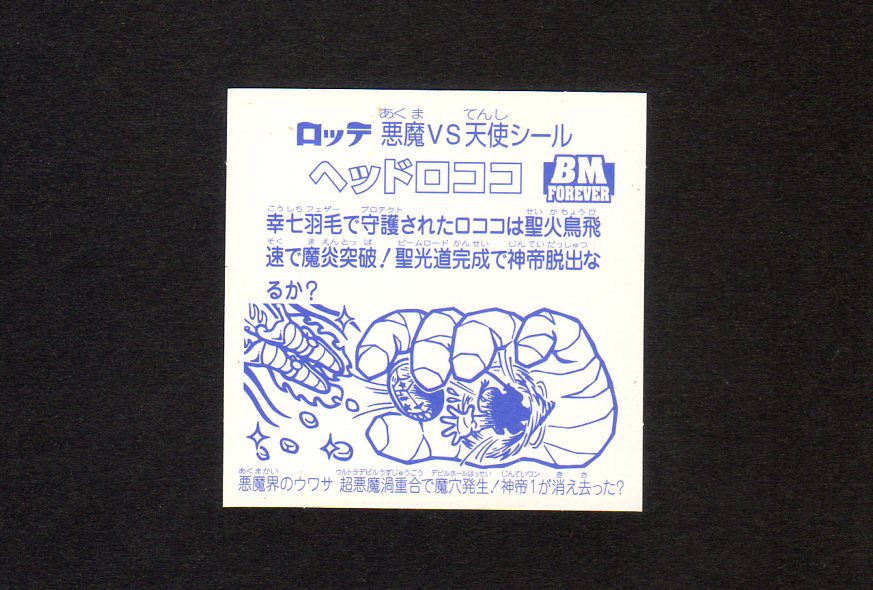 ロッテ 悪魔VS天使シール
ヘッドロココ
BM
FOREVER
幸七羽毛で守護されたロココは聖火鳥飛
速で魔炎突破!聖光道完成で神帝脱出な
るか?
悪魔界のウワサ 超悪魔渦重合で魔穴発生!神帝1が消え去った?